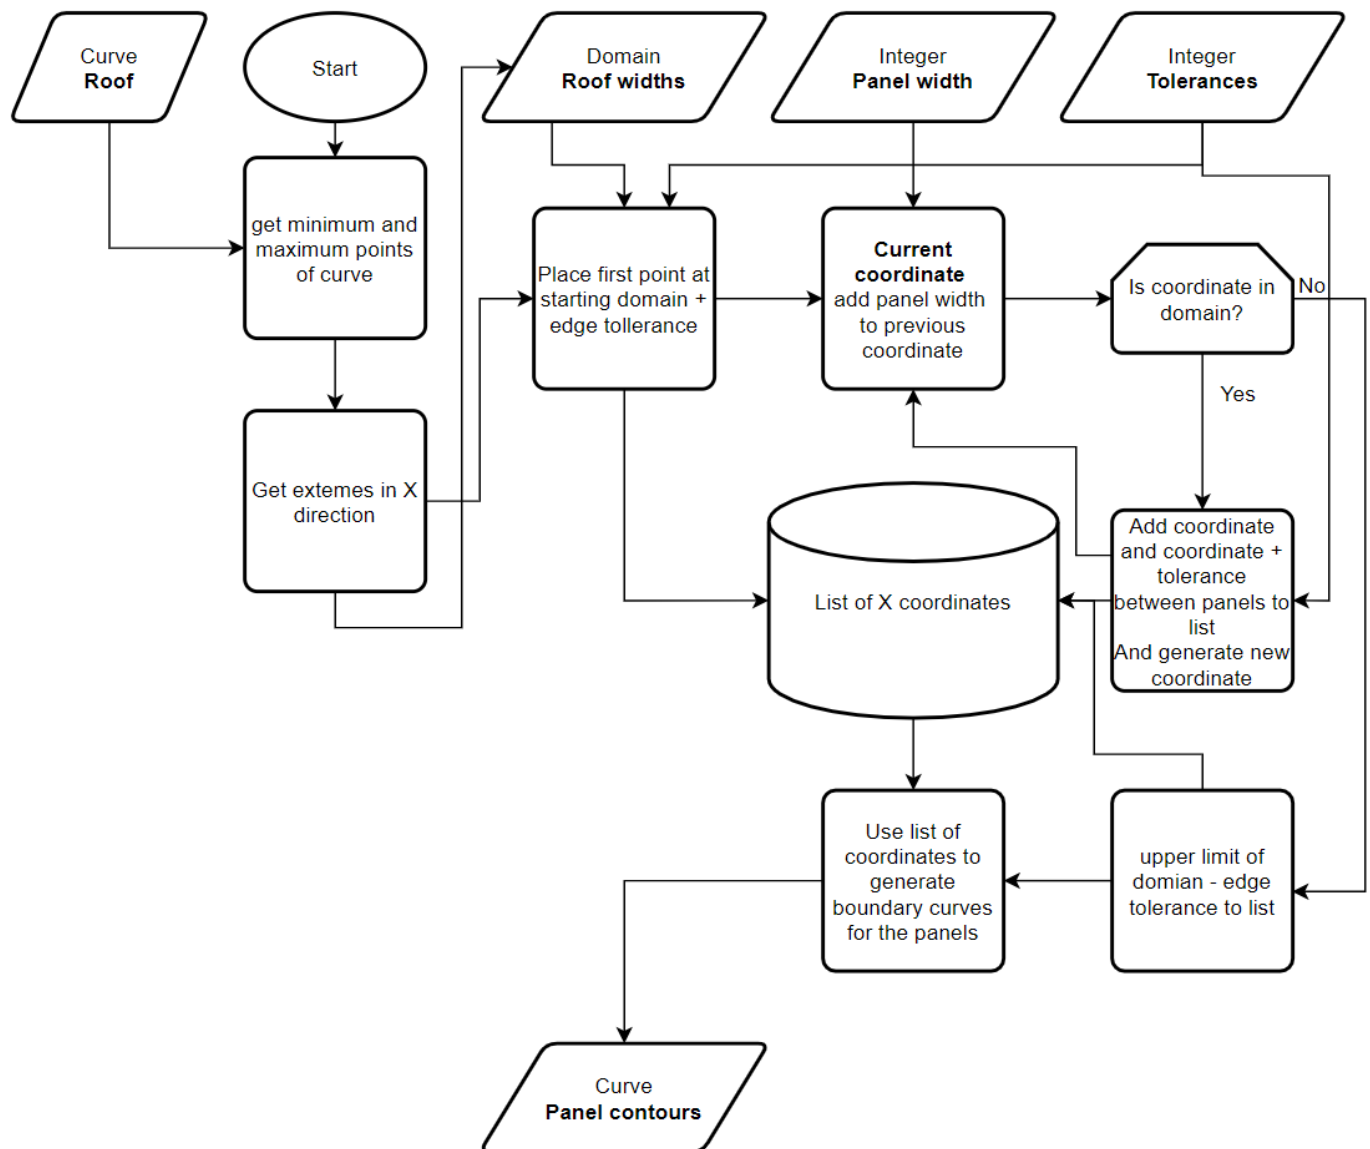 Curve
Roof
Start
Domain
Roof widths
Integer
Panel width
Integer
Tolerances
get minimum and
maximum points
of curve
Place first point at
starting domain +
edge tollerance
Current
coordinate
add panel width
to previous
coordinate
Is coordinate in
domain?
No
Yes
Get extemes in X
direction
List of X coordinates
Add coordinate
and coordinate +
tolerance
between panels to
list
And generate new
coordinate
Use list of
coordinates to
generate
boundary curves
for the panels
upper limit of
domian - edge
tolerance to list
Curve
Panel contours